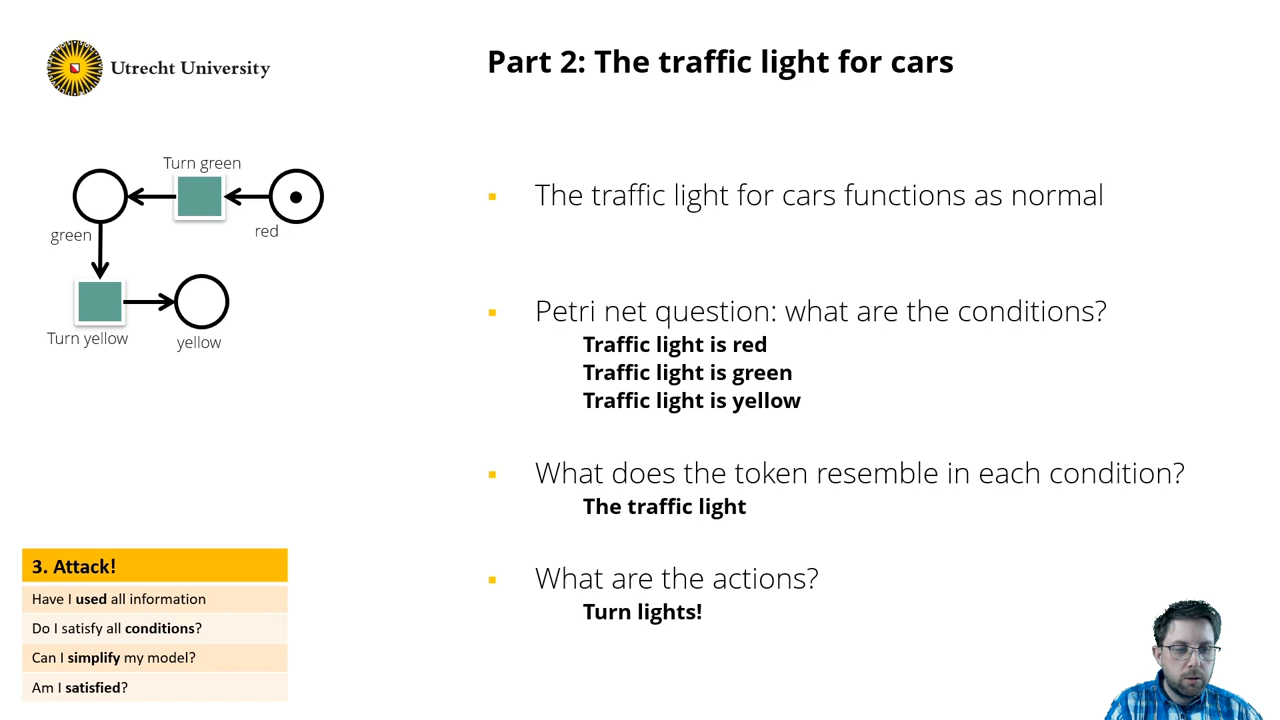 Utrecht University
Part 2: The traffic light for cars
Turn green
green
red
Turn yellow
yellow
▪ The traffic light for cars functions as normal
▪ Petri net question: what are the conditions?
Traffic light is red
Traffic light is green
Traffic light is yellow
▪ What does the token resemble in each condition?
The traffic light
▪ What are the actions?
Turn lights!
3. Attack!
Have I used all information
Do I satisfy all conditions?
Can I simplify my model?
Am I satisfied?